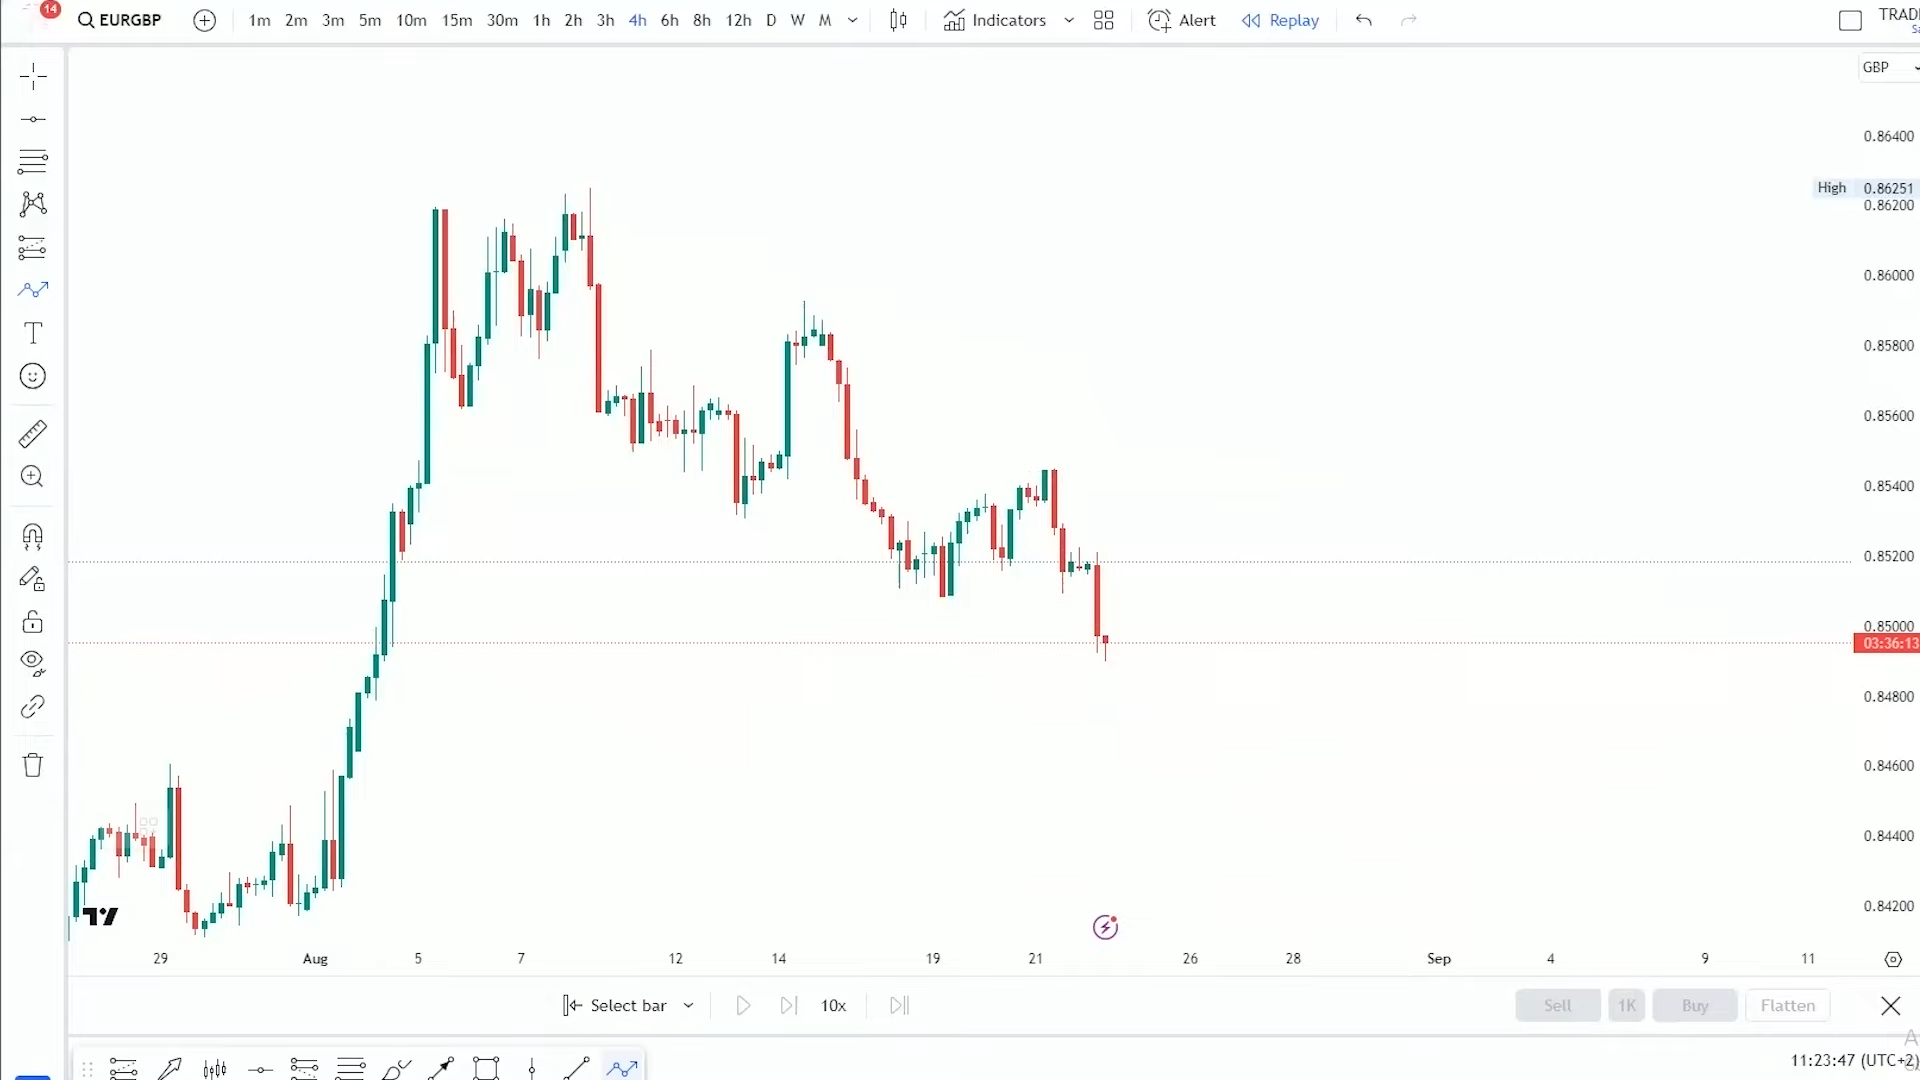 14
EURGBP
1m 2m 3m 5m 10m 15m 30m 1h 2h 3h 4h 6h 8h 12h D W M
Indicators
Alert
Replay
GBP
0.86400
High 0.86251
0.86200
0.86000
0.85800
0.85600
0.85400
0.85200
0.85000
03:36:13
0.84800
0.84600
0.84400
0.84200
29 Aug 5 7 12 14 19 21 26 28 Sep 4 9 11
Select bar
10x
Sell 1K Buy Flatten
11:23:47 (UTC+2)